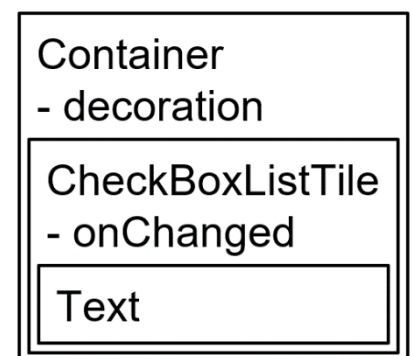 Container
- decoration
CheckBoxListTile
- onChanged
Text